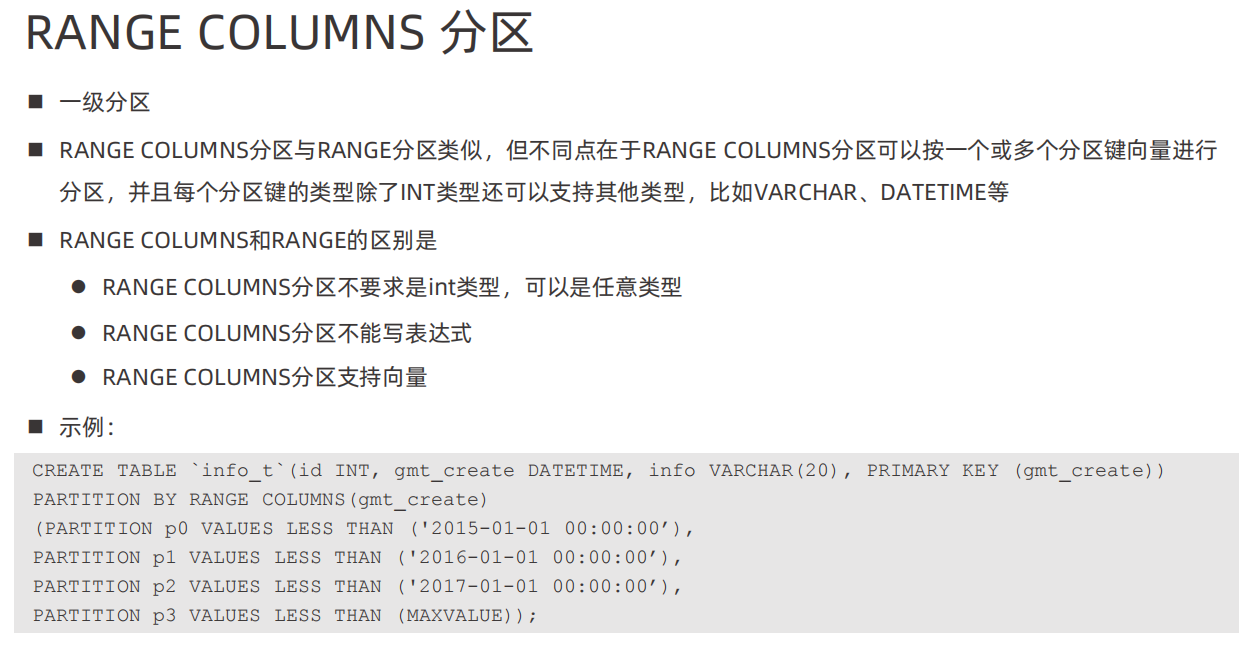 RANGE COLUMNS 分区
■ 一级分区
■ RANGE COLUMNS分区与RANGE分区类似，但不同点在于RANGE COLUMNS分区可以按一个或多个分区键向量进行
分区，并且每个分区键的类型除了INT类型还可以支持其他类型，比如VARCHAR、DATETIME等
■ RANGE COLUMNS和RANGE的区别是
● RANGE COLUMNS分区不要求是int类型，可以是任意类型
● RANGE COLUMNS分区不能写表达式
● RANGE COLUMNS分区支持向量
■ 示例：
CREATE TABLE `info_t`(id INT, gmt_create DATETIME, info VARCHAR(20), PRIMARY KEY (gmt_create))
PARTITION BY RANGE COLUMNS(gmt_create)
(PARTITION p0 VALUES LESS THAN ('2015-01-01 00:00:00’),
PARTITION p1 VALUES LESS THAN ('2016-01-01 00:00:00’),
PARTITION p2 VALUES LESS THAN ('2017-01-01 00:00:00’),
PARTITION p3 VALUES LESS THAN (MAXVALUE));